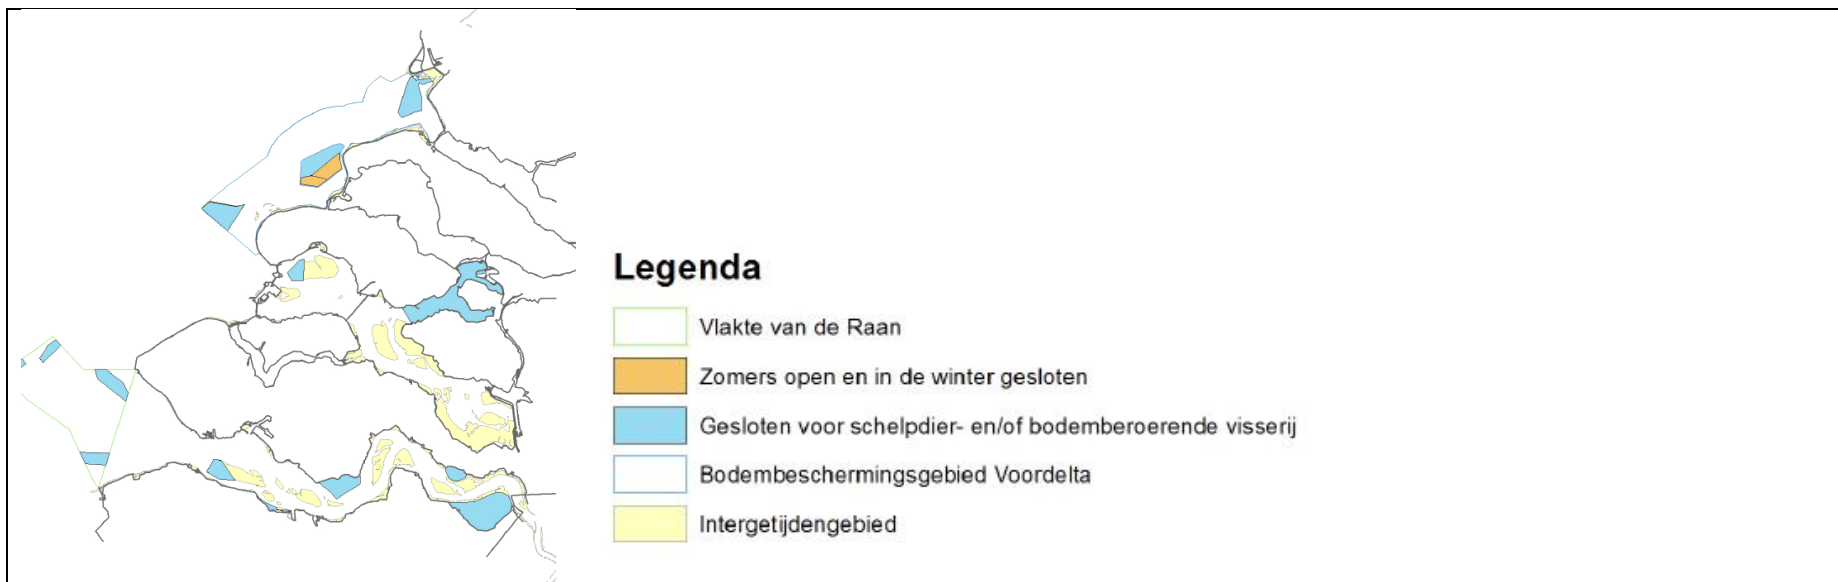 Legenda
Vlakte van de Raan
Zomers open en in de winter gesloten
Gesloten voor schelpdier- en/of bodemberoerende visserij
Bodembeschermingsgebied Voordelta
Intergetijdengebied